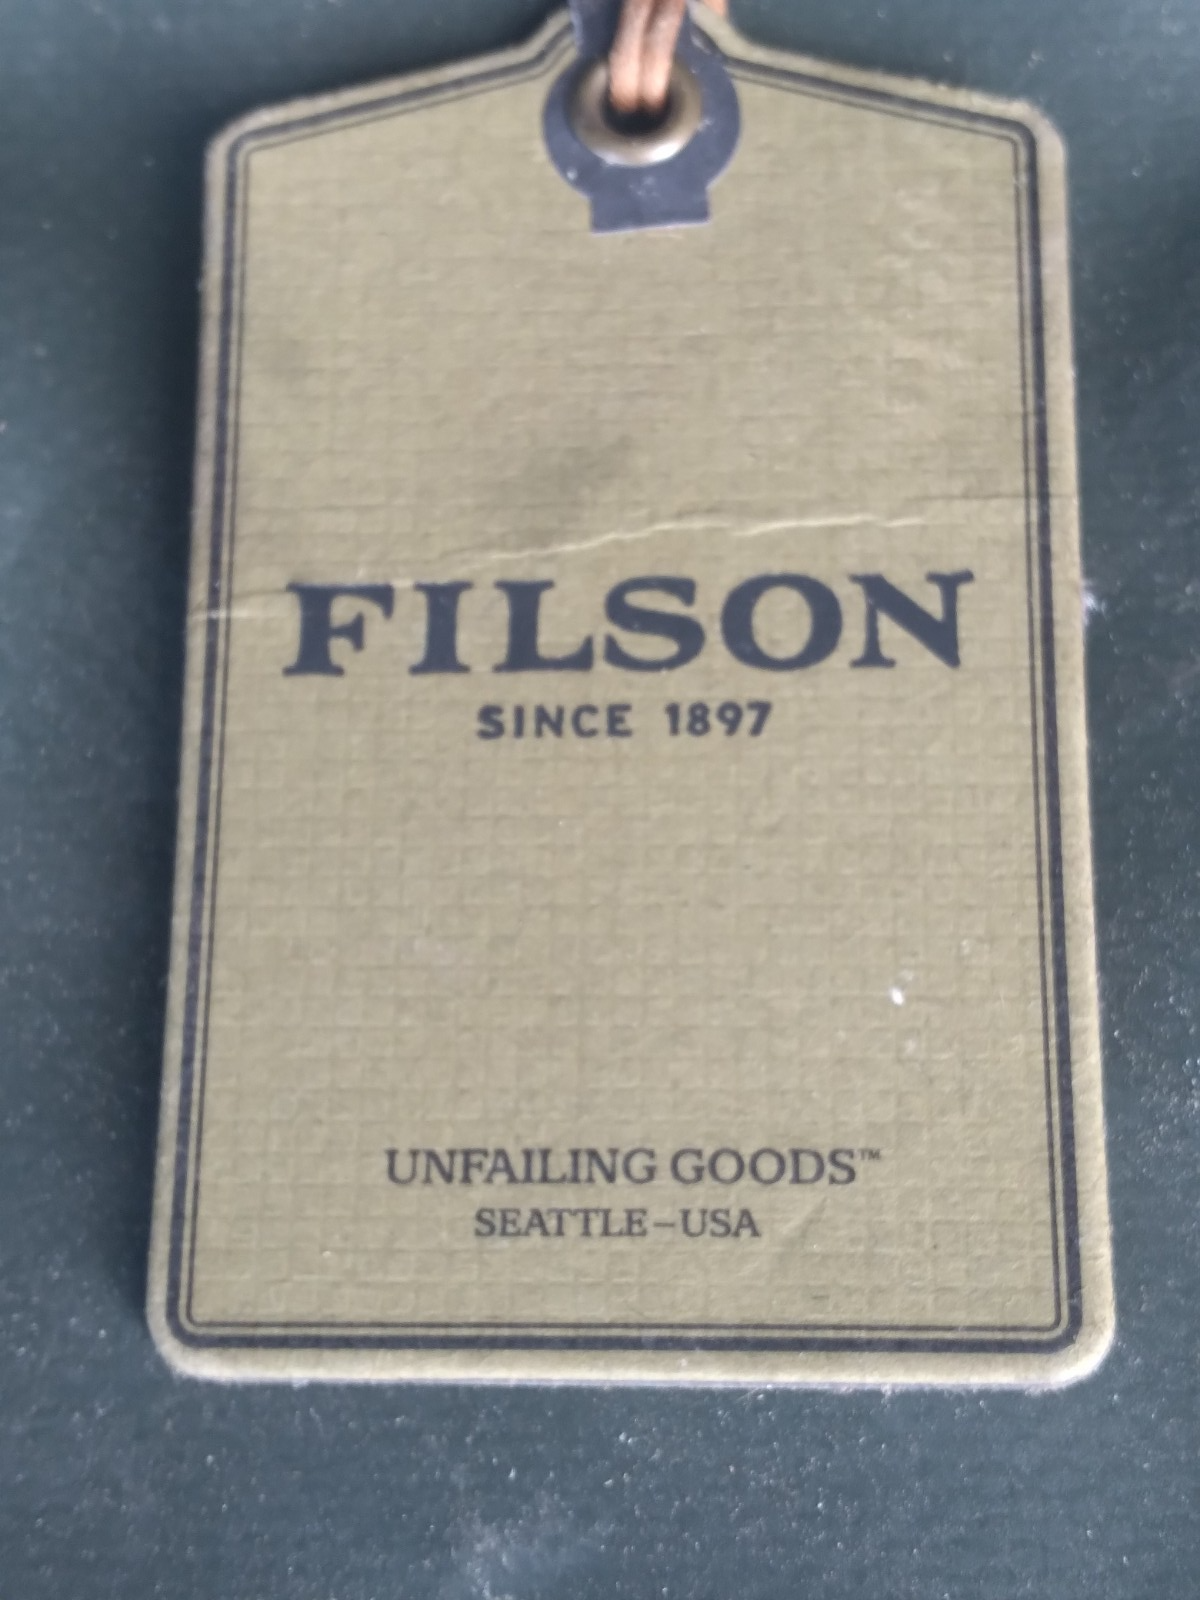 FILSON
SINCE 1897
UNFAILING GOODS™
SEATTLE–USA